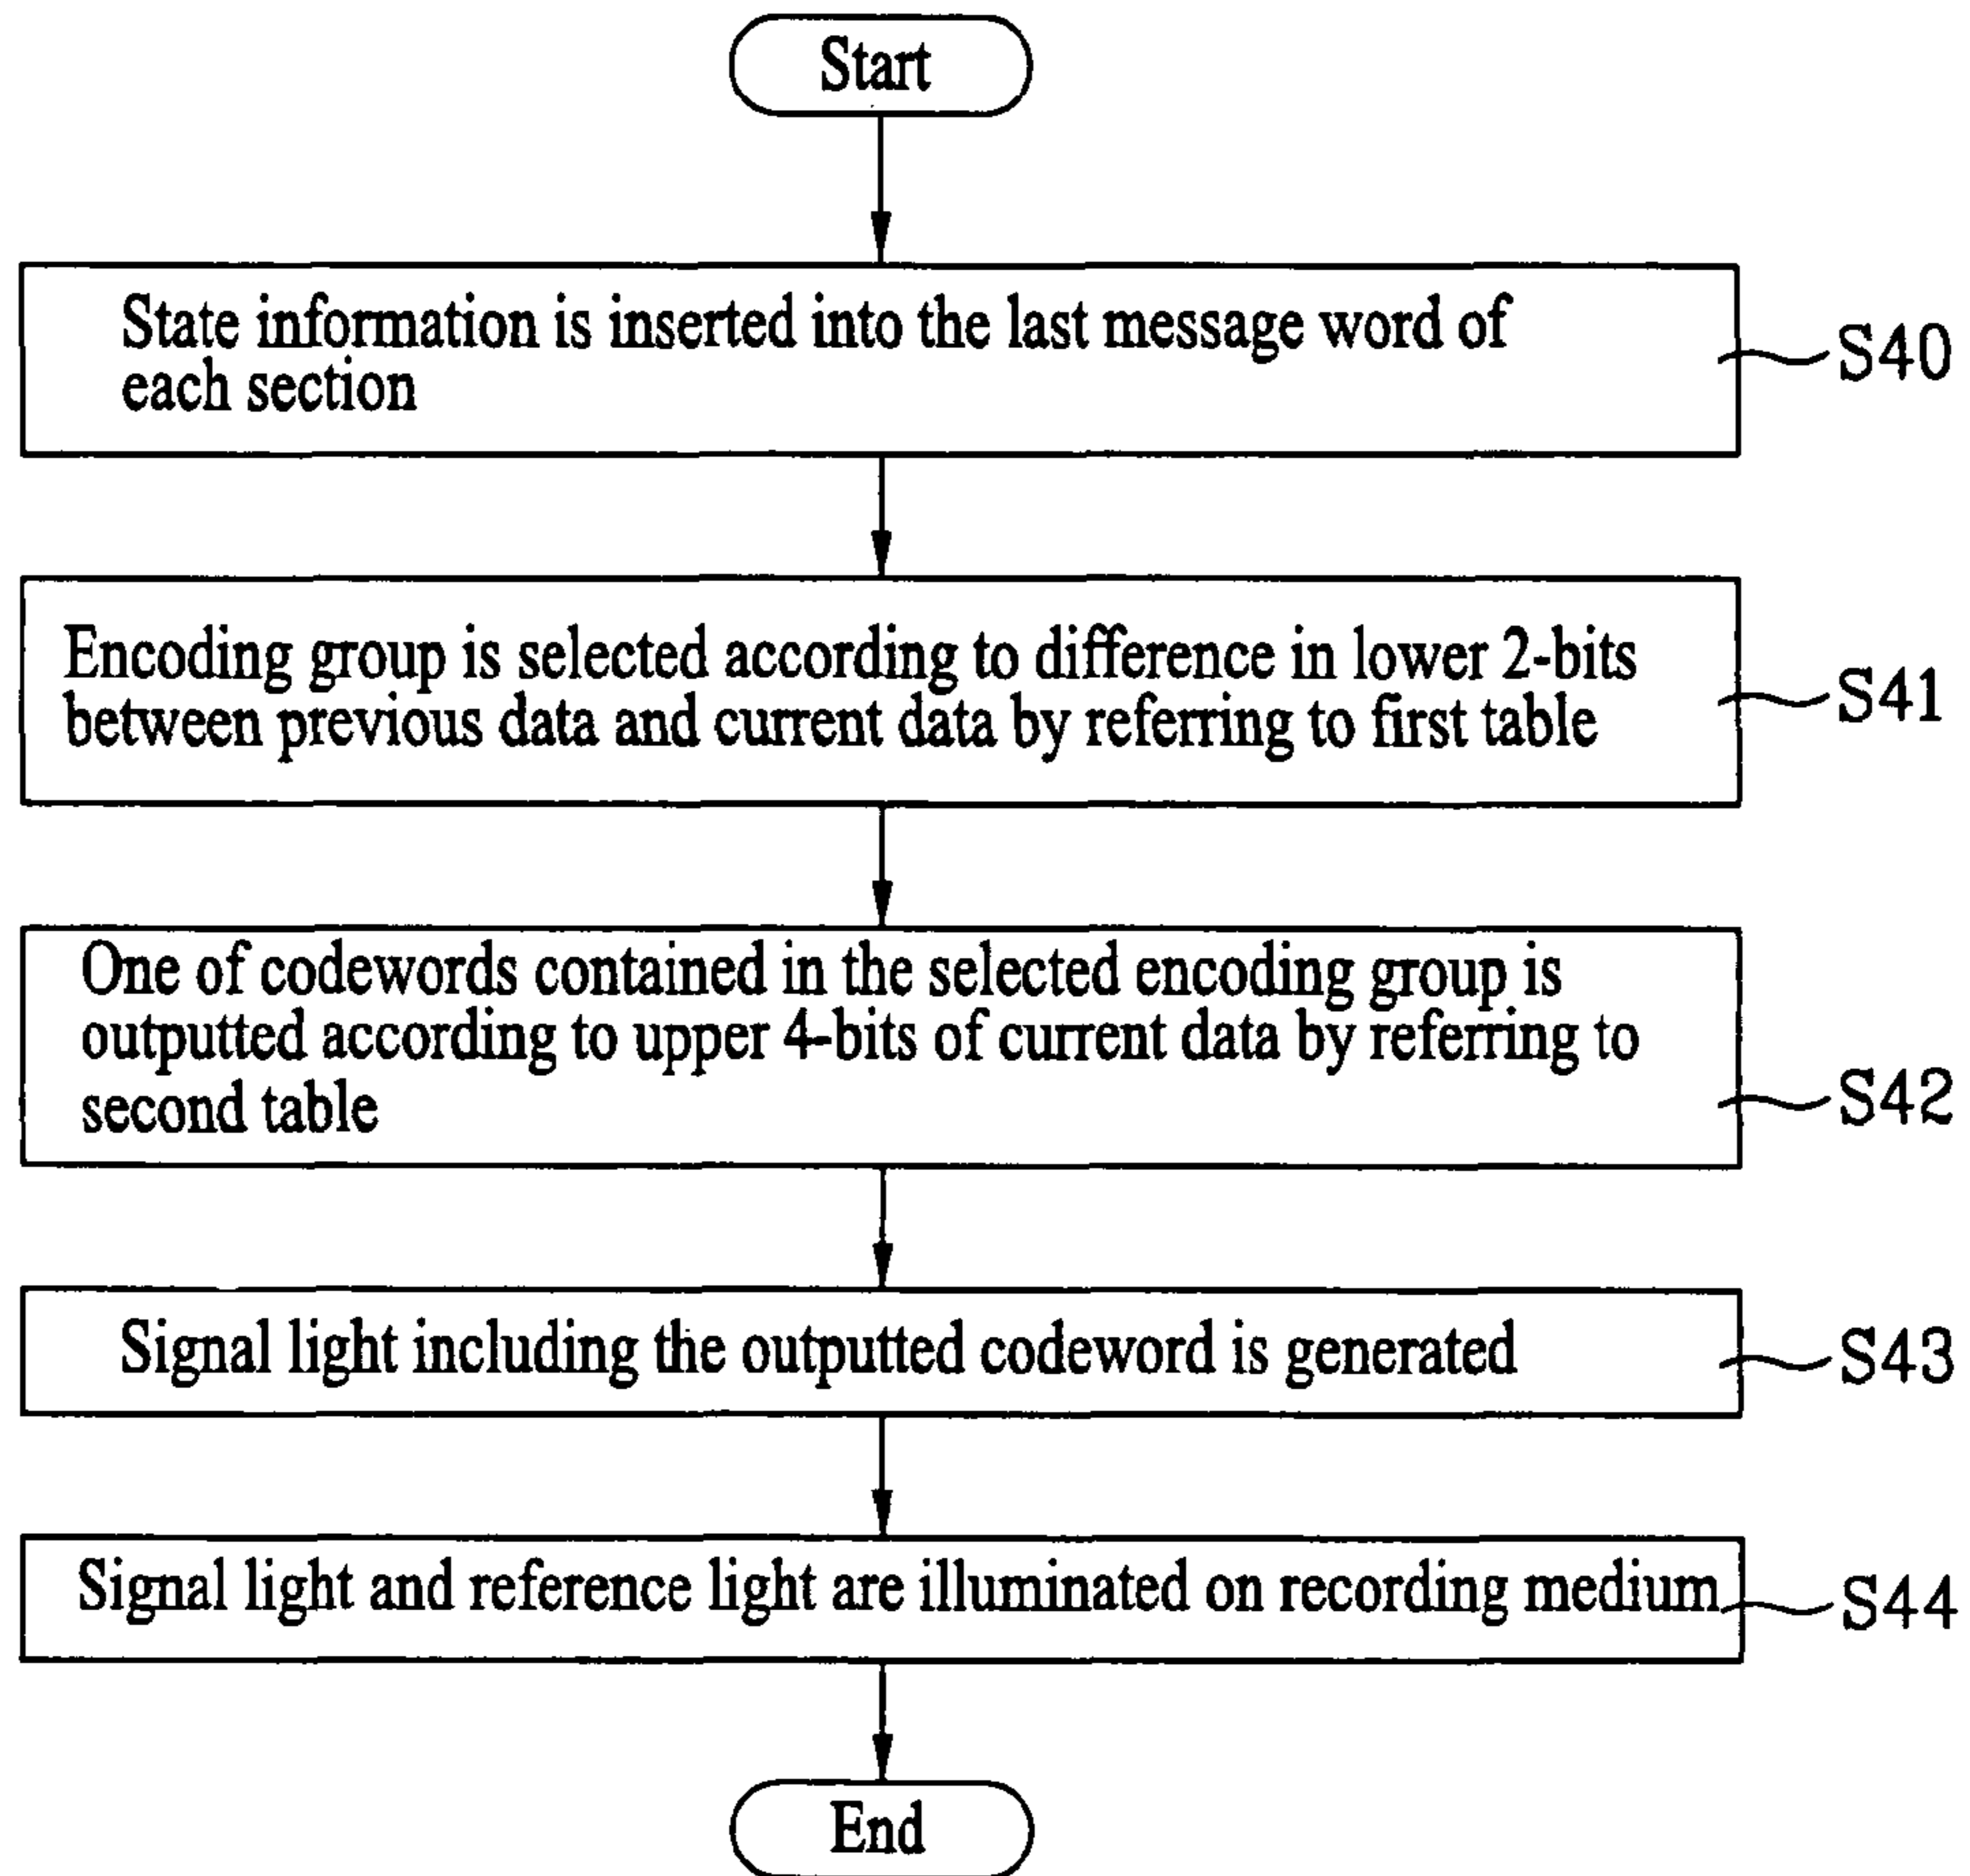 Start
State information is inserted into the last message word of
each section
S40
Encoding group is selected according to difference in lower 2-bits
between previous data and current data by referring to first table
S41
One of codewords contained in the selected encoding group is
outputted according to upper 4-bits of current data by referring to
second table
S42
Signal light including the outputted codeword is generated
S43
Signal light and reference light are illuminated on recording medium
S44
End